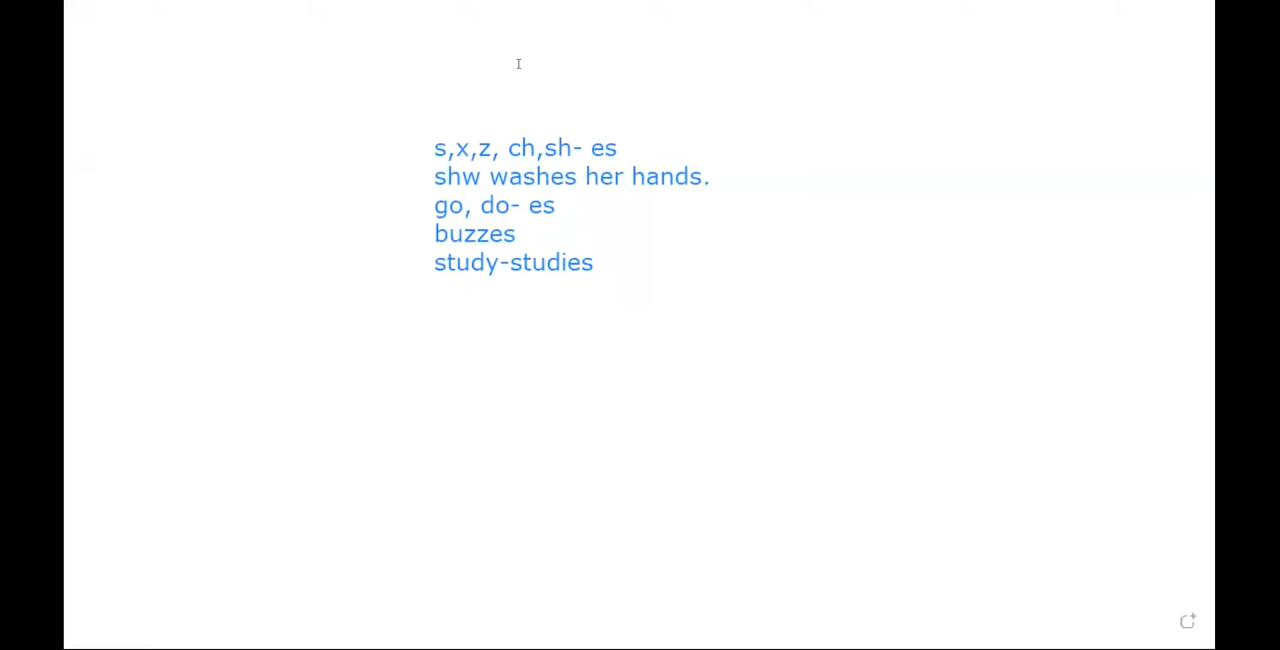 s,x,z, ch,sh- es
shw washes her hands.
go, do- es
buzzes
study-studies